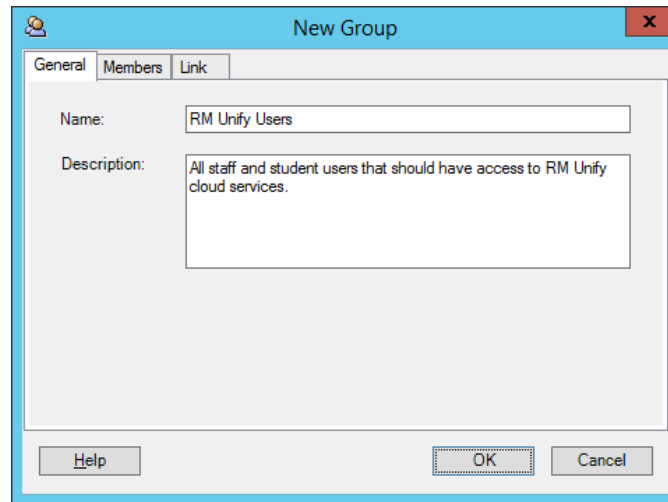 New Group
x
General Members Link
Name: RM Unify Users
Description: All staff and student users that should have access to RM Unify
cloud services.
Help OK Cancel